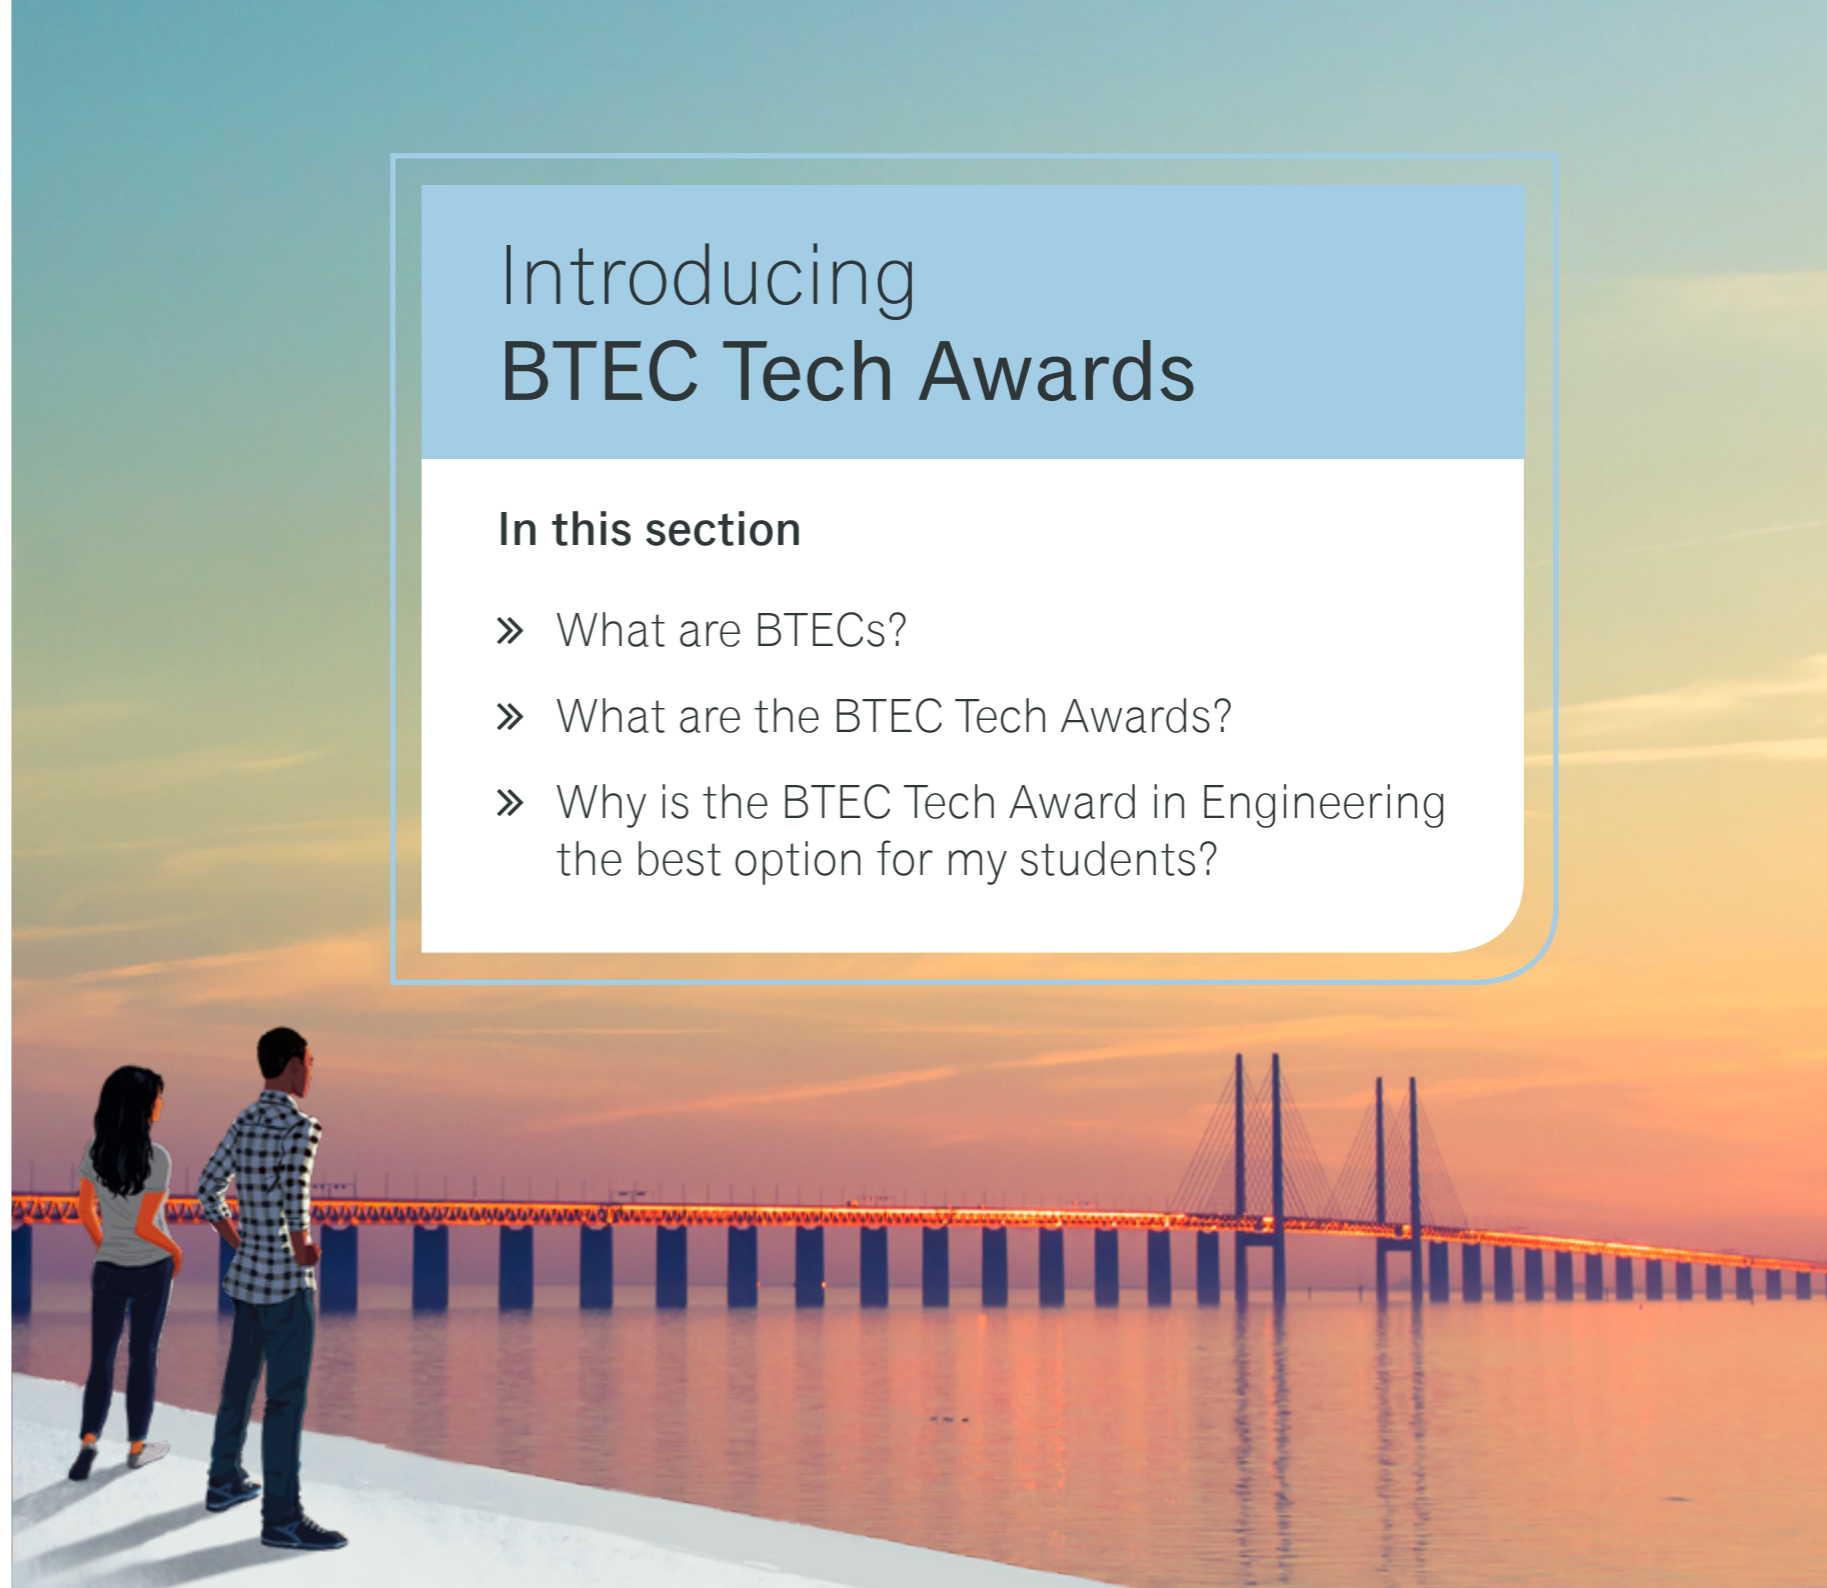 Introducing
BTEC Tech Awards
In this section
» What are BTECs?
» What are the BTEC Tech Awards?
» Why is the BTEC Tech Award in Engineering
the best option for my students?